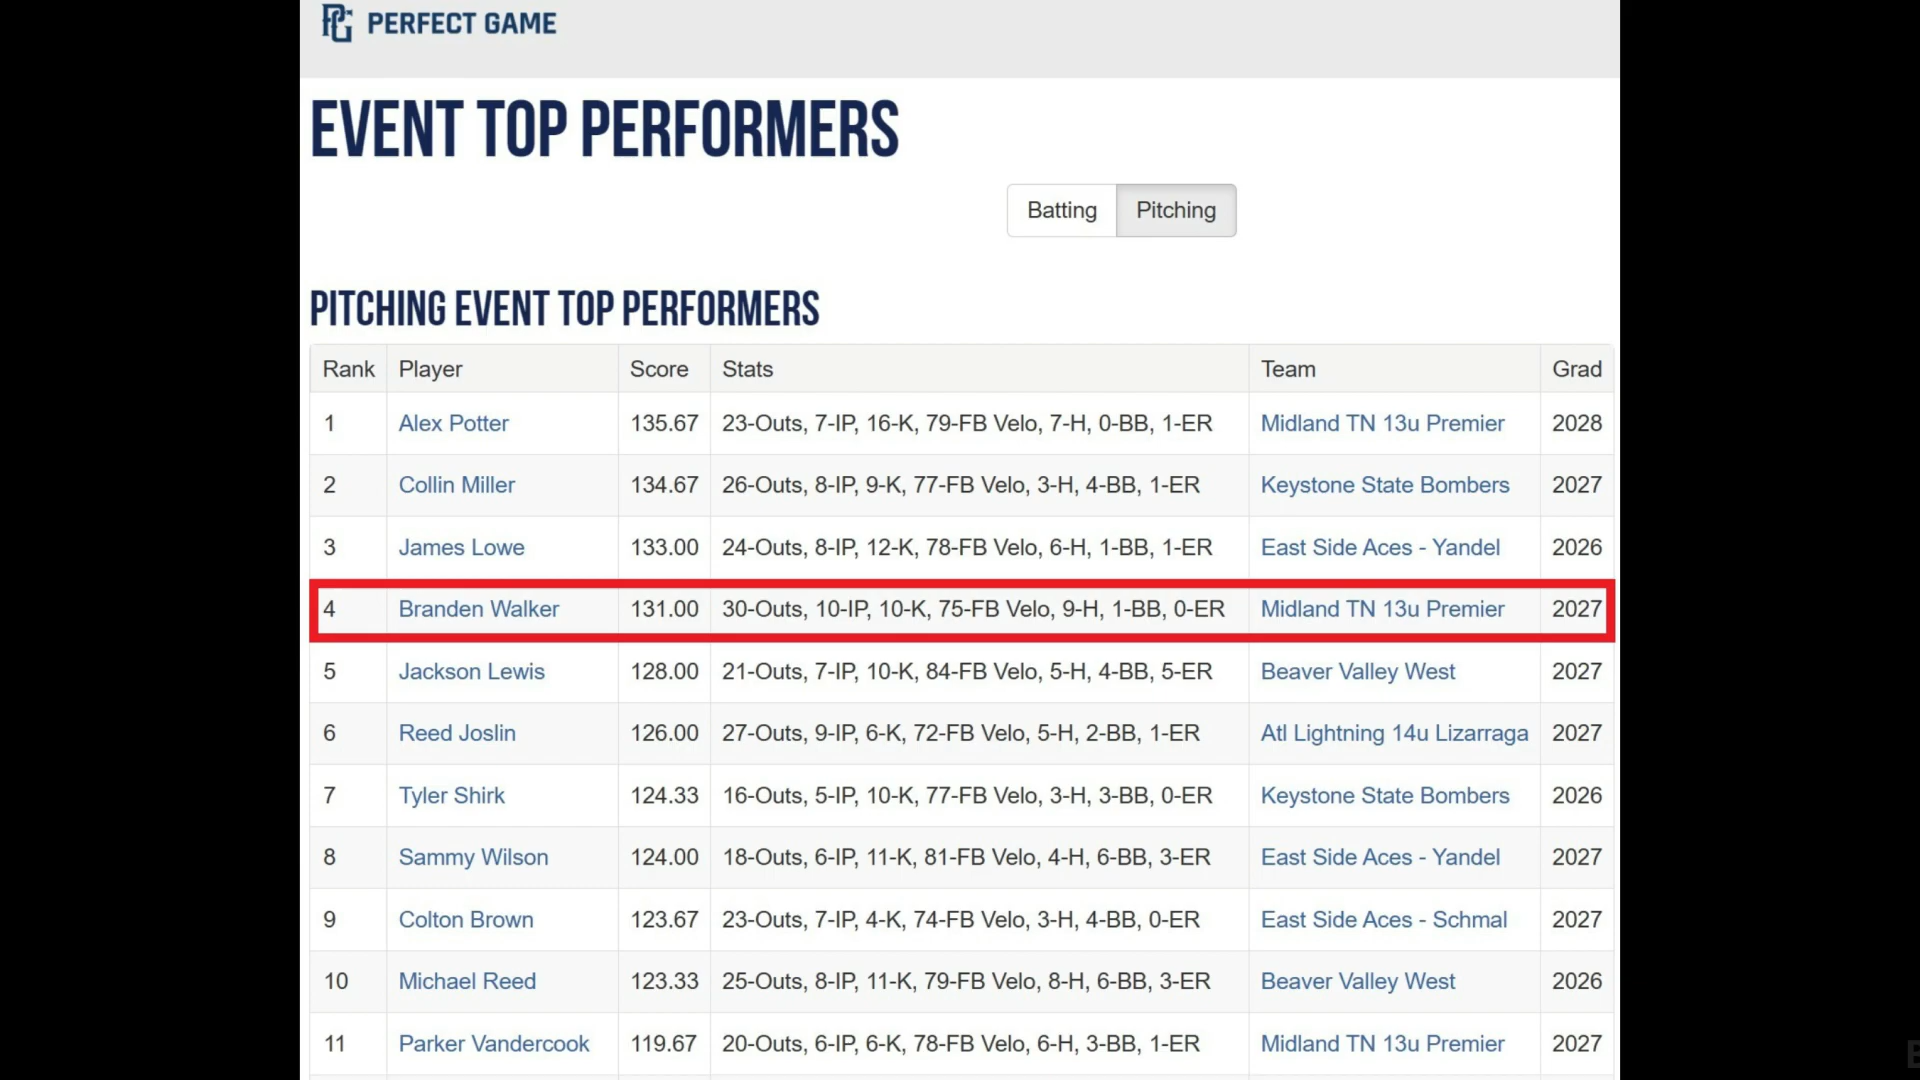 PG PERFECT GAME
EVENT TOP PERFORMERS
Batting Pitching
PITCHING EVENT TOP PERFORMERS
Rank Player Score Stats Team Grad
1 Alex Potter 135.67 23-Outs, 7-IP, 16-K, 79-FB Velo, 7-H, 0-BB, 1-ER Midland TN 13u Premier 2028
2 Collin Miller 134.67 26-Outs, 8-IP, 9-K, 77-FB Velo, 3-H, 4-BB, 1-ER Keystone State Bombers 2027
3 James Lowe 133.00 24-Outs, 8-IP, 12-K, 78-FB Velo, 6-H, 1-BB, 1-ER East Side Aces - Yandel 2026
4 Branden Walker 131.00 30-Outs, 10-IP, 10-K, 75-FB Velo, 9-H, 1-BB, 0-ER Midland TN 13u Premier 2027
5 Jackson Lewis 128.00 21-Outs, 7-IP, 10-K, 84-FB Velo, 5-H, 4-BB, 5-ER Beaver Valley West 2027
6 Reed Joslin 126.00 27-Outs, 9-IP, 6-K, 72-FB Velo, 5-H, 2-BB, 1-ER Atl Lightning 14u Lizarraga 2027
7 Tyler Shirk 124.33 16-Outs, 5-IP, 10-K, 77-FB Velo, 3-H, 3-BB, 0-ER Keystone State Bombers 2026
8 Sammy Wilson 124.00 18-Outs, 6-IP, 11-K, 81-FB Velo, 4-H, 6-BB, 3-ER East Side Aces - Yandel 2027
9 Colton Brown 123.67 23-Outs, 7-IP, 4-K, 74-FB Velo, 3-H, 4-BB, 0-ER East Side Aces - Schmal 2027
10 Michael Reed 123.33 25-Outs, 8-IP, 11-K, 79-FB Velo, 8-H, 6-BB, 3-ER Beaver Valley West 2026
11 Parker Vandercook 119.67 20-Outs, 6-IP, 6-K, 78-FB Velo, 6-H, 3-BB, 1-ER Midland TN 13u Premier 2027